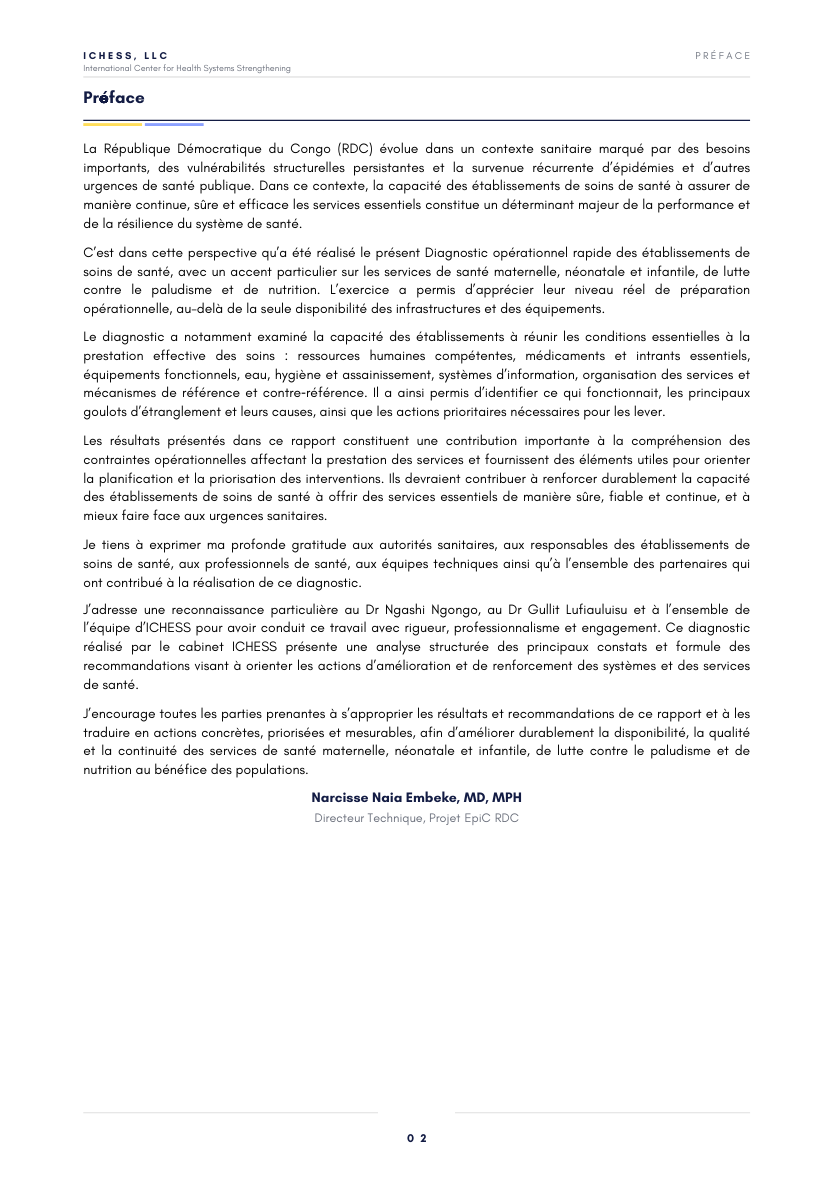 ICHESS, LLC
International Center for Health Systems Strengthening
PRÉFACE
Préface
La République Démocratique du Congo (RDC) évolue dans un contexte sanitaire marqué par des besoins
importants, des vulnérabilités structurelles persistantes et la survenue récurrente d’épidémies et d’autres
urgences de santé publique. Dans ce contexte, la capacité des établissements de soins de santé à assurer de
manière continue, sûre et efficace les services essentiels constitue un déterminant majeur de la performance et
de la résilience du système de santé.
C’est dans cette perspective qu’a été réalisé le présent Diagnostic opérationnel rapide des établissements de
soins de santé, avec un accent particulier sur les services de santé maternelle, néonatale et infantile, de lutte
contre le paludisme et de nutrition. L’exercice a permis d’apprécier leur niveau réel de préparation
opérationnelle, au-delà de la seule disponibilité des infrastructures et des équipements.
Le diagnostic a notamment examiné la capacité des établissements à réunir les conditions essentielles à la
prestation effective des soins : ressources humaines compétentes, médicaments et intrants essentiels,
équipements fonctionnels, eau, hygiène et assainissement, systèmes d’information, organisation des services et
mécanismes de référence et contre-référence. Il a ainsi permis d’identifier ce qui fonctionnait, les principaux
goulots d’étranglement et leurs causes, ainsi que les actions prioritaires nécessaires pour les lever.
Les résultats présentés dans ce rapport constituent une contribution importante à la compréhension des
contraintes opérationnelles affectant la prestation des services et fournissent des éléments utiles pour orienter
la planification et la priorisation des interventions. Ils devraient contribuer à renforcer durablement la capacité
des établissements de soins de santé à offrir des services essentiels de manière sûre, fiable et continue, et à
mieux faire face aux urgences sanitaires.
Je tiens à exprimer ma profonde gratitude aux autorités sanitaires, aux responsables des établissements de
soins de santé, aux professionnels de santé, aux équipes techniques ainsi qu’à l’ensemble des partenaires qui
ont contribué à la réalisation de ce diagnostic.
J’adresse une reconnaissance particulière au Dr Ngashi Ngongo, au Dr Gullit Lufiauluisu et à l’ensemble de
l’équipe d’ICHESS pour avoir conduit ce travail avec rigueur, professionnalisme et engagement. Ce diagnostic
réalisé par le cabinet ICHESS présente une analyse structurée des principaux constats et formule des
recommandations visant à orienter les actions d’amélioration et de renforcement des systèmes et des services
de santé.
J’encourage toutes les parties prenantes à s’approprier les résultats et recommandations de ce rapport et à les
traduire en actions concrètes, priorisées et mesurables, afin d’améliorer durablement la disponibilité, la qualité
et la continuité des services de santé maternelle, néonatale et infantile, de lutte contre le paludisme et de
nutrition au bénéfice des populations.
Narcisse Naia Embeke, MD, MPH
Directeur Technique, Projet EpiC RDC
02